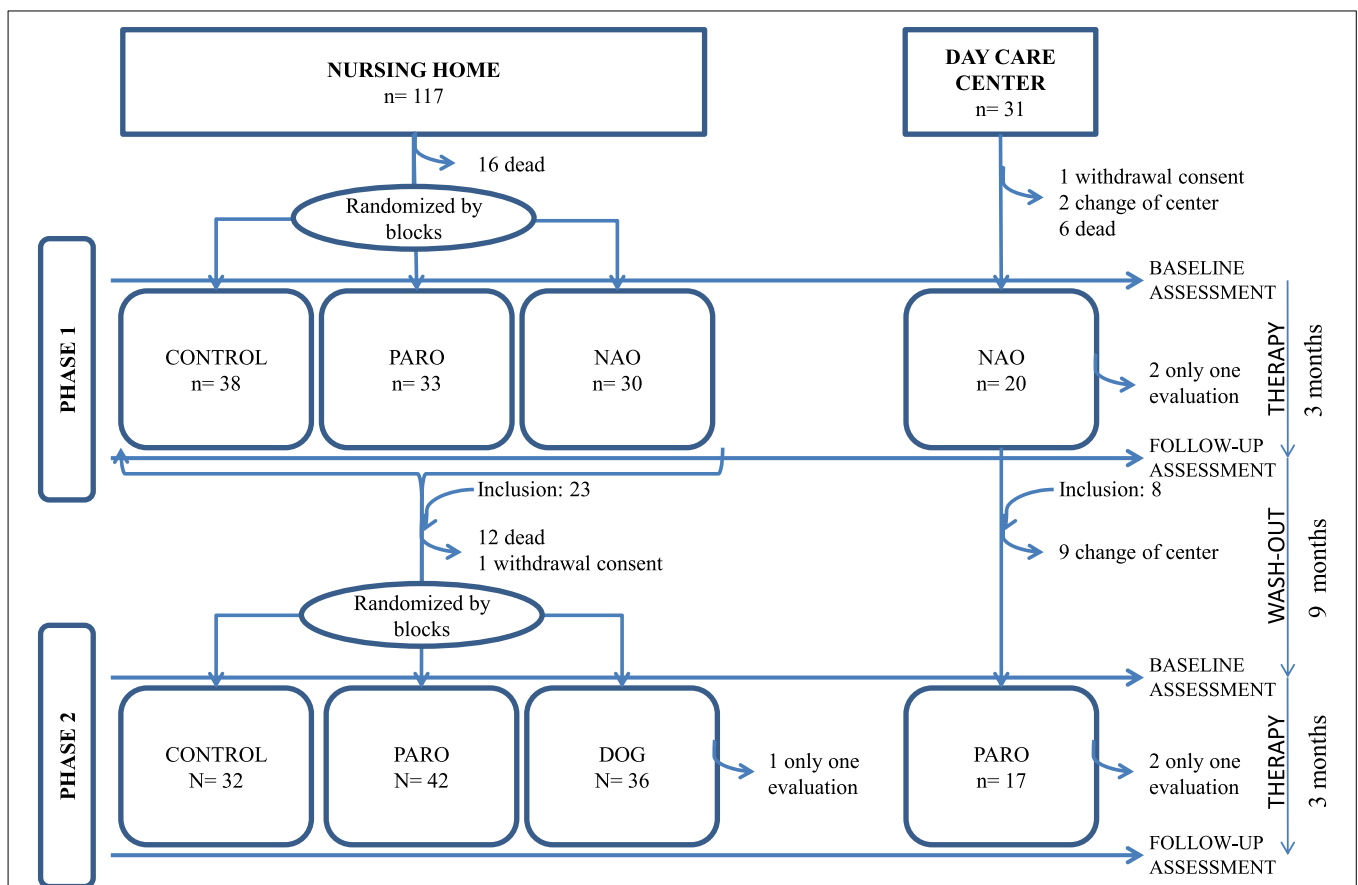 NURSING HOME
n= 117
DAY CARE
CENTER
n= 31
16 dead
1 withdrawal consent
2 change of center
6 dead
Randomized by
blocks
PHASE 1
BASELINE
ASSESSMENT
CONTROL
n= 38
PARO
n= 33
NAO
n= 30
NAO
n= 20
2 only one
evaluation
THERAPY
3 months
FOLLOW-UP
ASSESSMENT
Inclusion: 23
12 dead
1 withdrawal consent
Inclusion: 8
9 change of center
WASH-OUT
9 months
Randomized by
blocks
PHASE 2
BASELINE
ASSESSMENT
CONTROL
N= 32
PARO
N= 42
DOG
N= 36
1 only one
evaluation
PARO
n= 17
2 only one
evaluation
THERAPY
3 months
FOLLOW-UP
ASSESSMENT